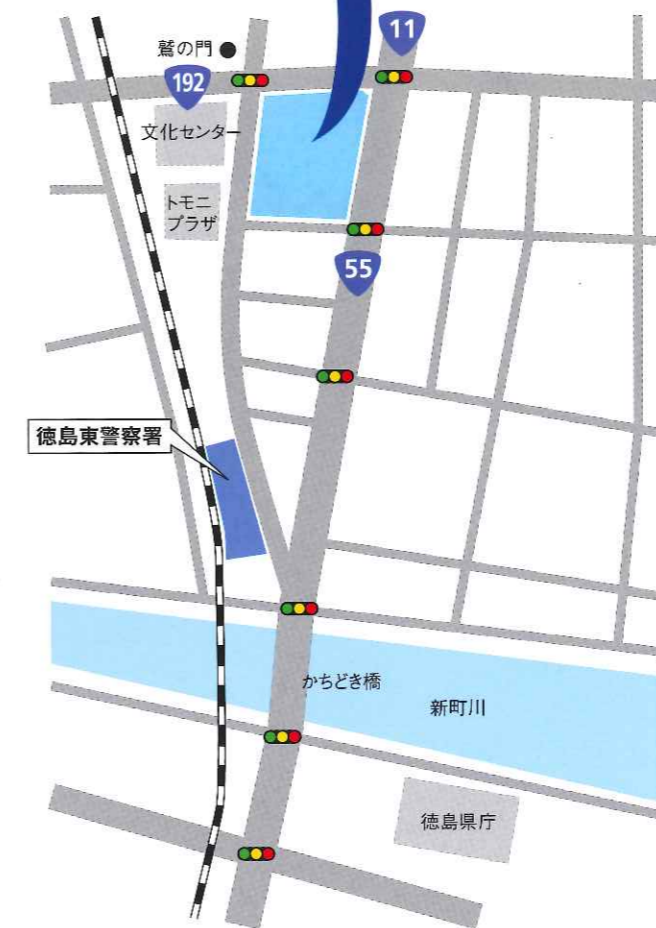 鷲の門
11
192
文化センター
トモニ
プラザ
55
徳島東警察署
かちどき橋
新町川
徳島県庁